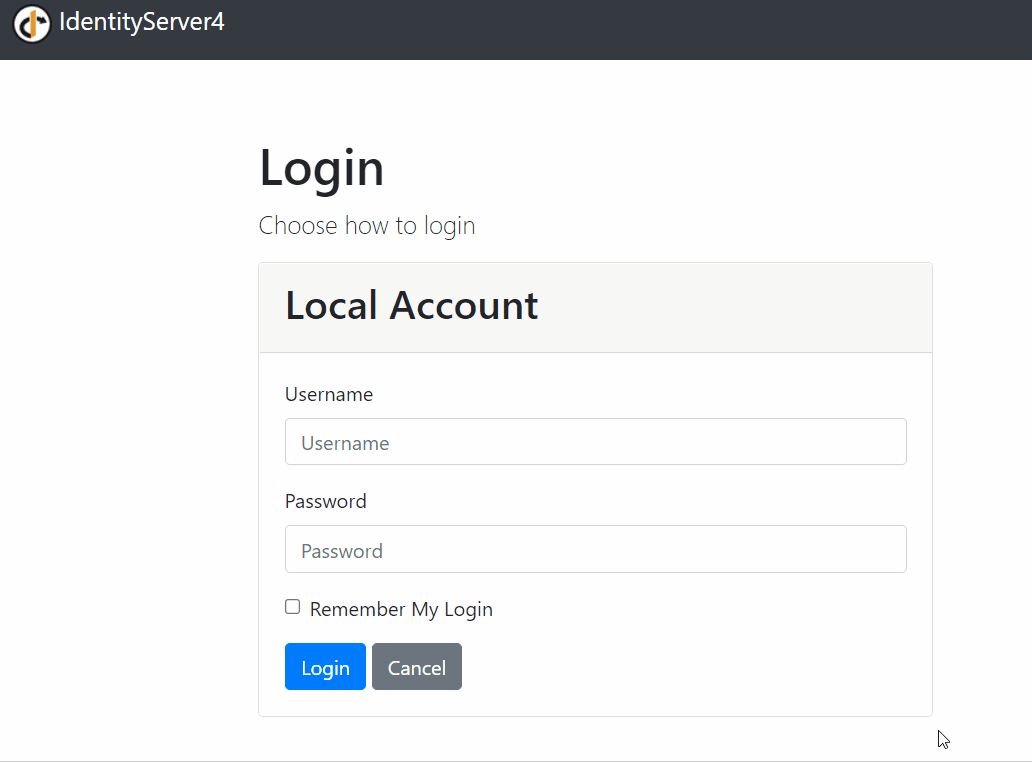 IdentityServer4
Login
Choose how to login
Local Account
Username
Username
Password
Password
Remember My Login
Login Cancel